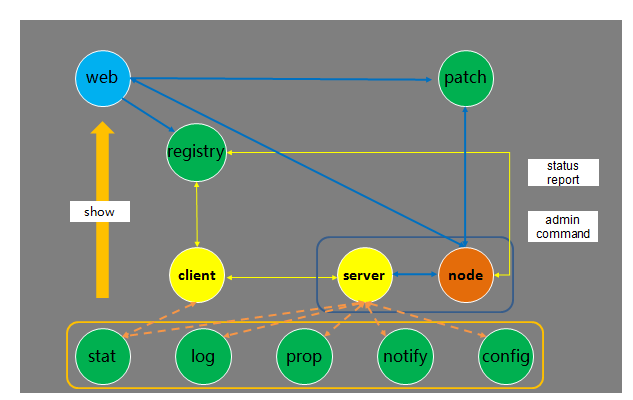 web
patch
registry
status
report
show
admin
command
client
server
node
stat
log
prop
notify
config